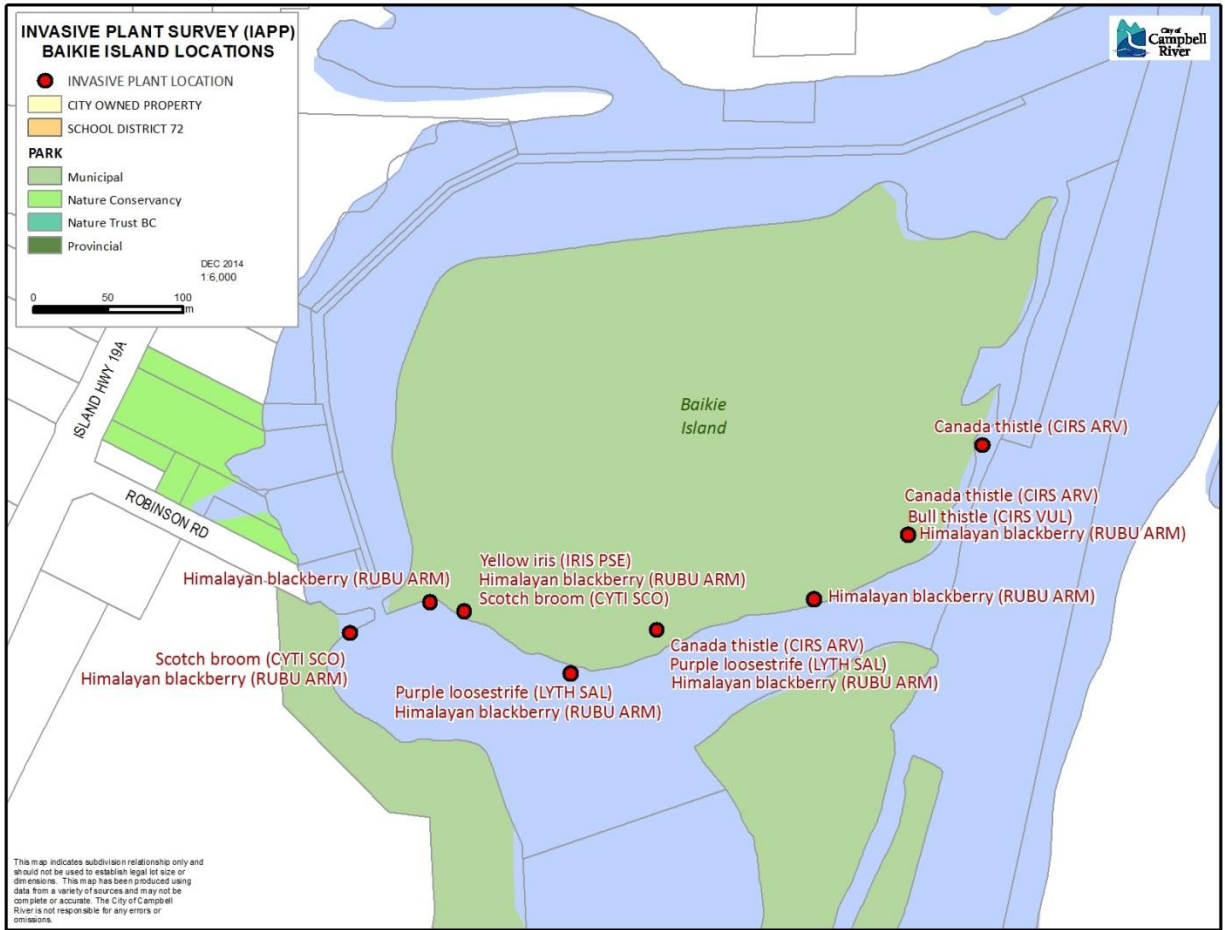 INVASIVE PLANT SURVEY (IAPP)
BAIKIE ISLAND LOCATIONS
INVASIVE PLANT LOCATION
CITY OWNED PROPERTY
SCHOOL DISTRICT 72
PARK
Municipal
Nature Conservancy
Nature Trust BC
Provincial
DEC 2014
1:6,000
0 50 100
m
City of
Campbell
River
ISLAND HWY 19A
ROBINSON RD
Baikie
Island
Canada thistle (CIRS ARV)
Canada thistle (CIRS ARV)
Bull thistle (CIRS VUL)
Himalayan blackberry (RUBU ARM)
Himalayan blackberry (RUBU ARM)
Yellow iris (IRIS PSE)
Himalayan blackberry (RUBU ARM)
Scotch broom (CYTI SCO)
Himalayan blackberry (RUBU ARM)
Scotch broom (CYTI SCO)
Himalayan blackberry (RUBU ARM)
Purple loosestrife (LYTH SAL)
Himalayan blackberry (RUBU ARM)
Canada thistle (CIRS ARV)
Purple loosestrife (LYTH SAL)
Himalayan blackberry (RUBU ARM)
This map indicates subdivision relationship only and
should not be used to establish legal lot size or
dimensions. This map has been produced using
data from a variety of sources and may not be
complete or accurate. The City of Campbell
River is not responsible for any errors or
omissions.